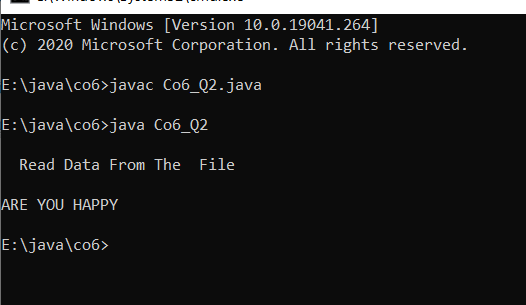 Microsoft Windows [Version 10.0.19041.264]
(c) 2020 Microsoft Corporation. All rights reserved.
E:\java\co6>javac Co6_Q2.java
E:\java\co6>java Co6_Q2
Read Data From The  File
ARE YOU HAPPY
E:\java\co6>